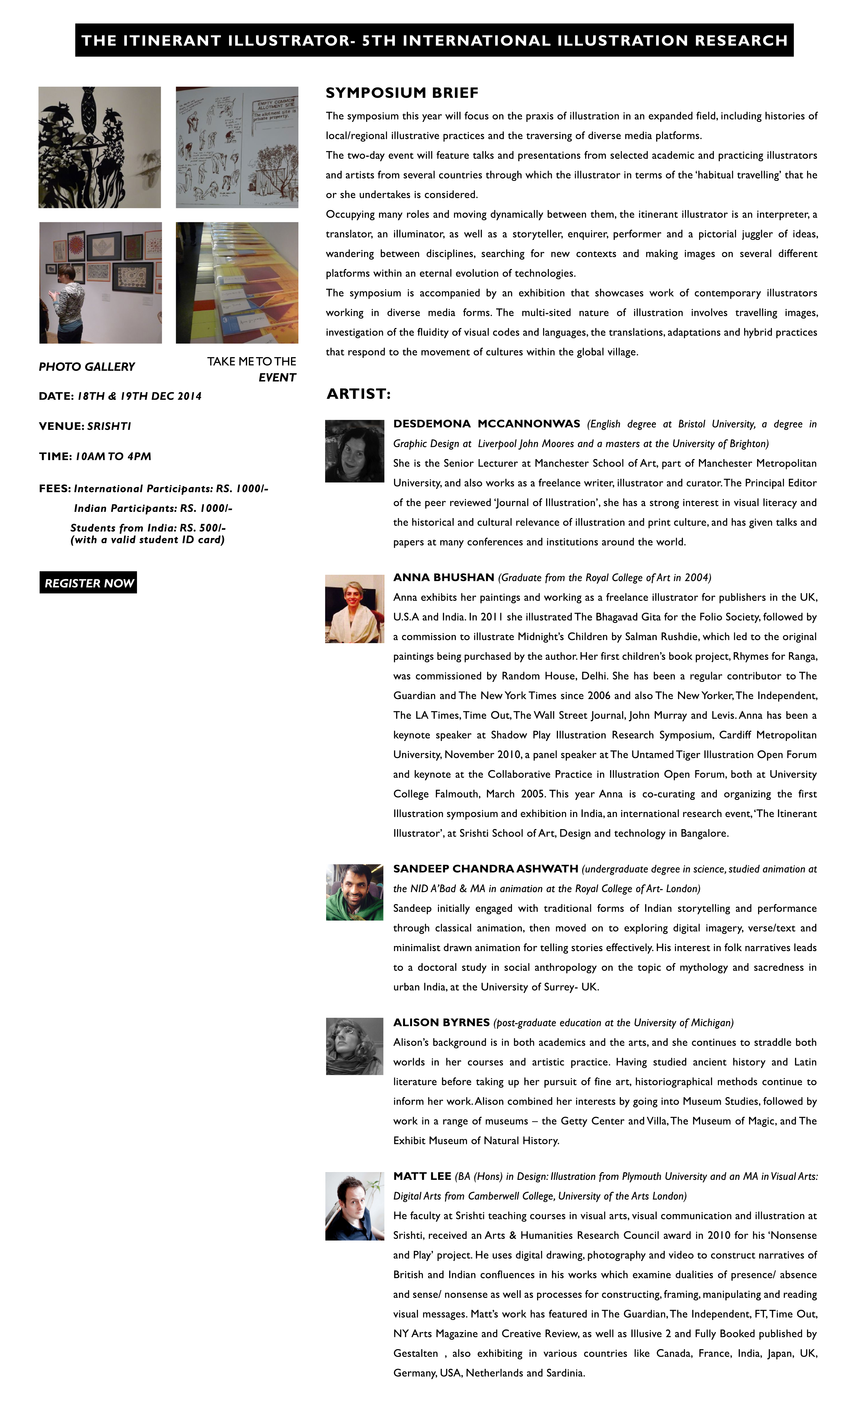 THE ITINERANT ILLUSTRATOR- 5TH INTERNATIONAL ILLUSTRATION RESEARCH
PHOTO GALLERY
TAKE ME TO THE
EVENT
DATE: 18TH & 19TH DEC 2014
VENUE: SRISHTI
TIME: 10AM TO 4PM
FEES: International Participants: RS. 1000/-
Indian Participants: RS. 1000/-
Students from India: RS. 500/-
(with a valid student ID card)
REGISTER NOW
SYMPOSIUM BRIEF
The symposium this year will focus on the praxis of illustration in an expanded field, including histories of
local/regional illustrative practices and the traversing of diverse media platforms.
The two-day event will feature talks and presentations from selected academic and practicing illustrators
and artists from several countries through which the illustrator in terms of the ‘habitual travelling’ that he
or she undertakes is considered.
Occupying many roles and moving dynamically between them, the itinerant illustrator is an interpreter, a
translator, an illuminator, as well as a storyteller, enquirer, performer and a pictorial juggler of ideas,
wandering between disciplines, searching for new contexts and making images on several different
platforms within an eternal evolution of technologies.
The symposium is accompanied by an exhibition that showcases work of contemporary illustrators
working in diverse media forms. The multi-sited nature of illustration involves travelling images,
investigation of the fluidity of visual codes and languages, the translations, adaptations and hybrid practices
that respond to the movement of cultures within the global village.
ARTIST:
DESDEMONA MCCANNONWAS (English degree at Bristol University, a degree in
Graphic Design at Liverpool John Moores and a masters at the University of Brighton)
She is the Senior Lecturer at Manchester School of Art, part of Manchester Metropolitan
University, and also works as a freelance writer, illustrator and curator. The Principal Editor
of the peer reviewed ‘Journal of Illustration’, she has a strong interest in visual literacy and
the historical and cultural relevance of illustration and print culture, and has given talks and
papers at many conferences and institutions around the world.
ANNA BHUSHAN (Graduate from the Royal College of Art in 2004)
Anna exhibits her paintings and working as a freelance illustrator for publishers in the UK,
U.S.A and India. In 2011 she illustrated The Bhagavad Gita for the Folio Society, followed by
a commission to illustrate Midnight’s Children by Salman Rushdie, which led to the original
paintings being purchased by the author. Her first children’s book project, Rhymes for Ranga,
was commissioned by Random House, Delhi. She has been a regular contributor to The
Guardian and The New York Times since 2006 and also The New Yorker, The Independent,
The LA Times, Time Out, The Wall Street Journal, John Murray and Levis. Anna has been a
keynote speaker at Shadow Play Illustration Research Symposium, Cardiff Metropolitan
University, November 2010, a panel speaker at The Untamed Tiger Illustration Open Forum
and keynote at the Collaborative Practice in Illustration Open Forum, both at University
College Falmouth, March 2005. This year Anna is co-curating and organizing the first
Illustration symposium and exhibition in India, an international research event, ‘The Itinerant
Illustrator’, at Srishti School of Art, Design and technology in Bangalore.
SANDEEP CHANDRA ASHWATH (undergraduate degree in science, studied animation at
the NID A’Bad & MA in animation at the Royal College of Art- London)
Sandeep initially engaged with traditional forms of Indian storytelling and performance
through classical animation, then moved on to exploring digital imagery, verse/text and
minimalist drawn animation for telling stories effectively. His interest in folk narratives leads
to a doctoral study in social anthropology on the topic of mythology and sacredness in
urban India, at the University of Surrey- UK.
ALISON BYRNES (post-graduate education at the University of Michigan)
Alison’s background is in both academics and the arts, and she continues to straddle both
worlds in her courses and artistic practice. Having studied ancient history and Latin
literature before taking up her pursuit of fine art, historiographical methods continue to
inform her work. Alison combined her interests by going into Museum Studies, followed by
work in a range of museums – the Getty Center and Villa, The Museum of Magic, and The
Exhibit Museum of Natural History.
MATT LEE (BA (Hons) in Design: Illustration from Plymouth University and an MA in Visual Arts:
Digital Arts from Camberwell College, University of the Arts London)
He faculty at Srishti teaching courses in visual arts, visual communication and illustration at
Srishti, received an Arts & Humanities Research Council award in 2010 for his ‘Nonsense
and Play’ project. He uses digital drawing, photography and video to construct narratives of
British and Indian confluences in his works which examine dualities of presence/ absence
and sense/ nonsense as well as processes for constructing, framing, manipulating and reading
visual messages. Matt’s work has featured in The Guardian, The Independent, FT, Time Out,
NY Arts Magazine and Creative Review, as well as Illusive 2 and Fully Booked published by
Gestalten , also exhibiting in various countries like Canada, France, India, Japan, UK,
Germany, USA, Netherlands and Sardinia.